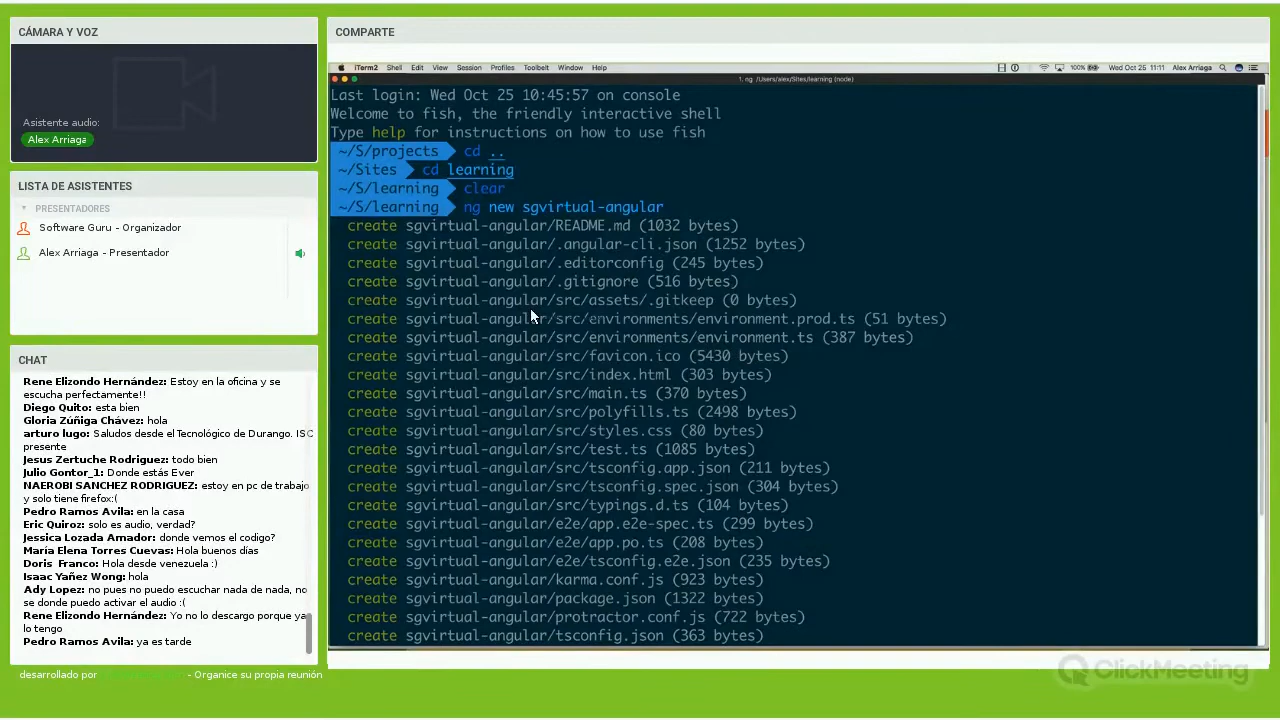 CÁMARA Y VOZ
Asistente audio:
Alex Arriaga
LISTA DE ASISTENTES
PRESENTADORES
Software Guru - Organizador
Alex Arriaga - Presentador
CHAT
Rene Elizondo Hernández: Estoy en la oficina y se
escucha perfectamente!!
Diego Quito: esta bien
Gloria Zúñiga Chávez: hola
arturo lugo: Saludos desde el Tecnológico de Durango. ISC
presente
Jesus Zertuche Rodriguez: todo bien
Julio Gontor_1: Donde estás Ever
NAEROBI SANCHEZ RODRIGUEZ: estoy en pc de trabajo
y solo tiene firefox:(
Pedro Ramos Avila: en la casa
Eric Quiroz: solo es audio, verdad?
Jessica Lozada Amador: donde vemos el codigo?
María Elena Torres Cuevas: Hola buenos días
Doris Franco: Hola desde venezuela :)
Isaac Yañez Wong: hola
Ady Lopez: no pues no puedo escuchar nada de nada, no
se donde puedo activar el audio :(
Rene Elizondo Hernández: Yo no lo descargo porque ya
lo tengo
Pedro Ramos Avila: ya es tarde
desarrollado por - Organice su propia reunión
COMPARTE
iTerm2 Shell Edit View Session Profiles Toolbelt Window Help 100% Wed Oct 25 11:11 Alex Arriaga
1. ng /Users/alex/Sites/learning (node)
Last login: Wed Oct 25 10:45:57 on console
Welcome to fish, the friendly interactive shell
Type help for instructions on how to use fish
~/S/projects cd ..
~/Sites cd learning
~/S/learning clear
~/S/learning ng new sgvirtual-angular
create sgvirtual-angular/README.md (1032 bytes)
create sgvirtual-angular/.angular-cli.json (1252 bytes)
create sgvirtual-angular/.editorconfig (245 bytes)
create sgvirtual-angular/.gitignore (516 bytes)
create sgvirtual-angular/src/assets/.gitkeep (0 bytes)
create sgvirtual-angular/src/environments/environment.prod.ts (51 bytes)
create sgvirtual-angular/src/environments/environment.ts (387 bytes)
create sgvirtual-angular/src/favicon.ico (5430 bytes)
create sgvirtual-angular/src/index.html (303 bytes)
create sgvirtual-angular/src/main.ts (370 bytes)
create sgvirtual-angular/src/polyfills.ts (2498 bytes)
create sgvirtual-angular/src/styles.css (80 bytes)
create sgvirtual-angular/src/test.ts (1085 bytes)
create sgvirtual-angular/src/tsconfig.app.json (211 bytes)
create sgvirtual-angular/src/tsconfig.spec.json (304 bytes)
create sgvirtual-angular/src/typings.d.ts (104 bytes)
create sgvirtual-angular/e2e/app.e2e-spec.ts (299 bytes)
create sgvirtual-angular/e2e/app.po.ts (208 bytes)
create sgvirtual-angular/e2e/tsconfig.e2e.json (235 bytes)
create sgvirtual-angular/karma.conf.js (923 bytes)
create sgvirtual-angular/package.json (1322 bytes)
create sgvirtual-angular/protractor.conf.js (722 bytes)
create sgvirtual-angular/tsconfig.json (363 bytes)
ClickMeeting